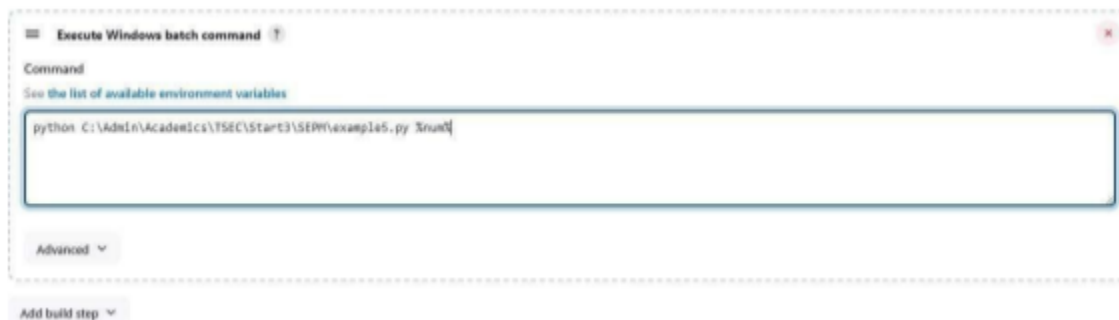 Execute Windows batch command ?
Command
See the list of available environment variables
python C:\Admin\Academics\TSEC\Start3\SEPM\example5.py %num%
Advanced
Add build step